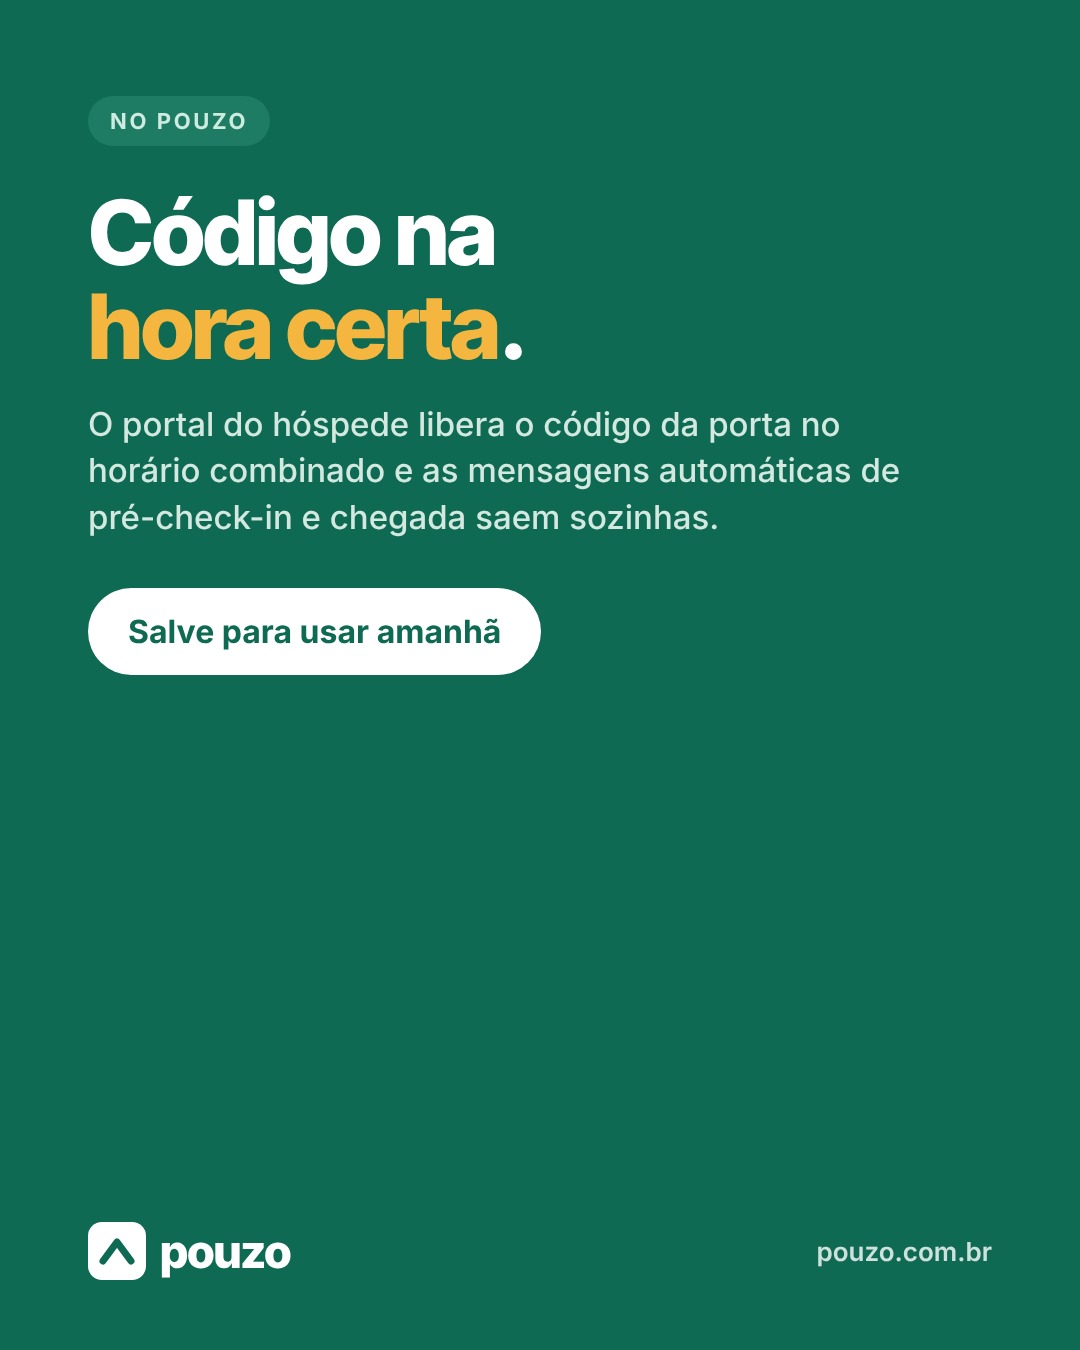 NO POUZO
Código na
hora certa.
O portal do hóspede libera o código da porta no
horário combinado e as mensagens automáticas de
pré-check-in e chegada saem sozinhas.
Salve para usar amanhã
pouzo
pouzo.com.br